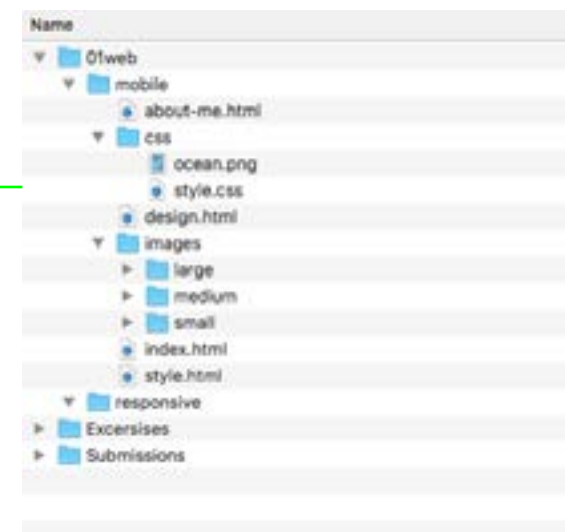 Name
01web
mobile
about-me.html
css
ocean.png
style.css
design.html
images
large
medium
small
index.html
style.html
responsive
Excersises
Submissions